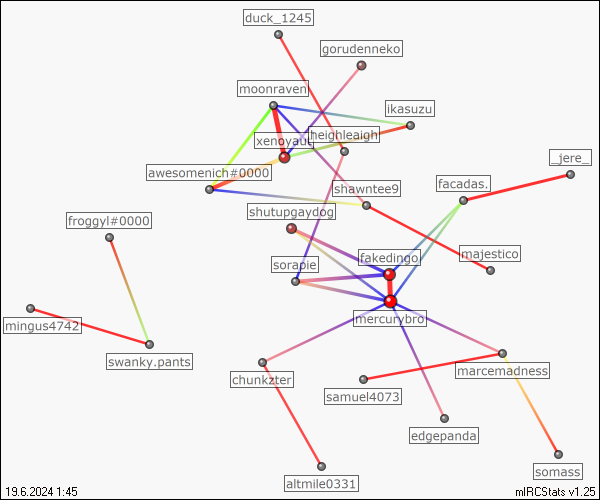 duck_1245
gorudenneko
moonraven
ikasuzu
xenoyaut
heighleaigh
_jere_
awesomenich#0000
shawntee9
facadas.
shutupgaydog
froggyl#0000
majestico
fakedingo
sorapie
mercurybro
mingus4742
swanky.pants
marcemadness
chunkzter
samuel4073
edgepanda
somass
altmile0331
19.6.2024 1:45
mIRCStats v1.25